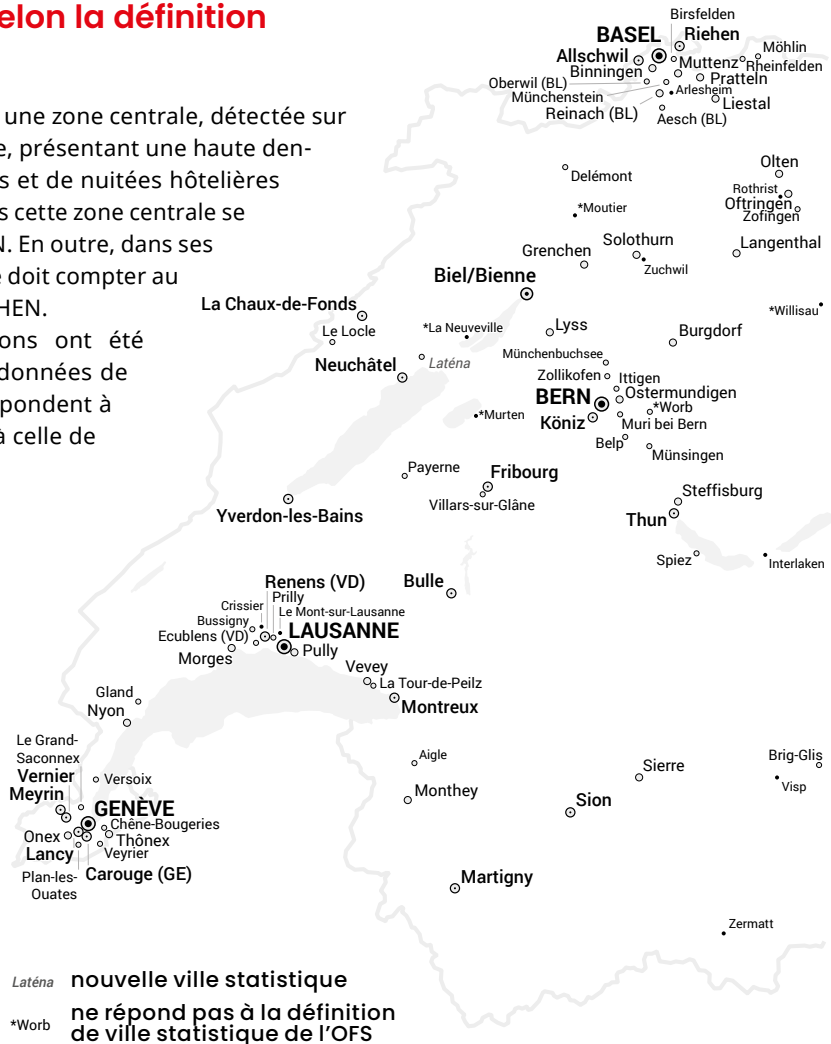 elon la définition
une zone centrale, détectée sur
e, présentant une haute den-
s et de nuitées hôtelières
s cette zone centrale se
N. En outre, dans ses
e doit compter au
HEN.
ons ont été
données de
pondent à
à celle de
Birsfelden
BASEL
Riehen
Allschwil
Möhlin
Muttenz
Rheinfelden
Binningen
Pratteln
Oberwil (BL)
Arlesheim
Münchenstein
Liestal
Reinach (BL)
Aesch (BL)
Delémont
Olten
*Moutier
Rothrist
Oftringen
Zofingen
Grenchen
Solothurn
Langenthal
Zuchwil
Biel/Bienne
La Chaux-de-Fonds
*Willisau
Le Locle
*La Neuveville
Lyss
Burgdorf
Neuchâtel
Laténa
Münchenbuchsee
Zollikofen
Ittigen
BERN
Ostermundigen
*Worb
*Murten
Köniz
Muri bei Bern
Belp
Münsingen
Payerne
Fribourg
Villars-sur-Glâne
Steffisburg
Yverdon-les-Bains
Thun
Spiez
Interlaken
Renens (VD)
Bulle
Prilly
Crissier
Le Mont-sur-Lausanne
Bussigny
LAUSANNE
Ecublens (VD)
Pully
Morges
Vevey
La Tour-de-Peilz
Gland
Montreux
Nyon
Le Grand-
Saconnex
Aigle
Sierre
Brig-Glis
Vernier
Versoix
Visp
Meyrin
Monthey
Sion
GENÈVE
Chêne-Bougeries
Onex
Thônex
Lancy
Veyrier
Plan-les-
Ouates
Carouge (GE)
Martigny
Zermatt
Laténa nouvelle ville statistique
*Worb ne répond pas à la définition
de ville statistique de l’OFS